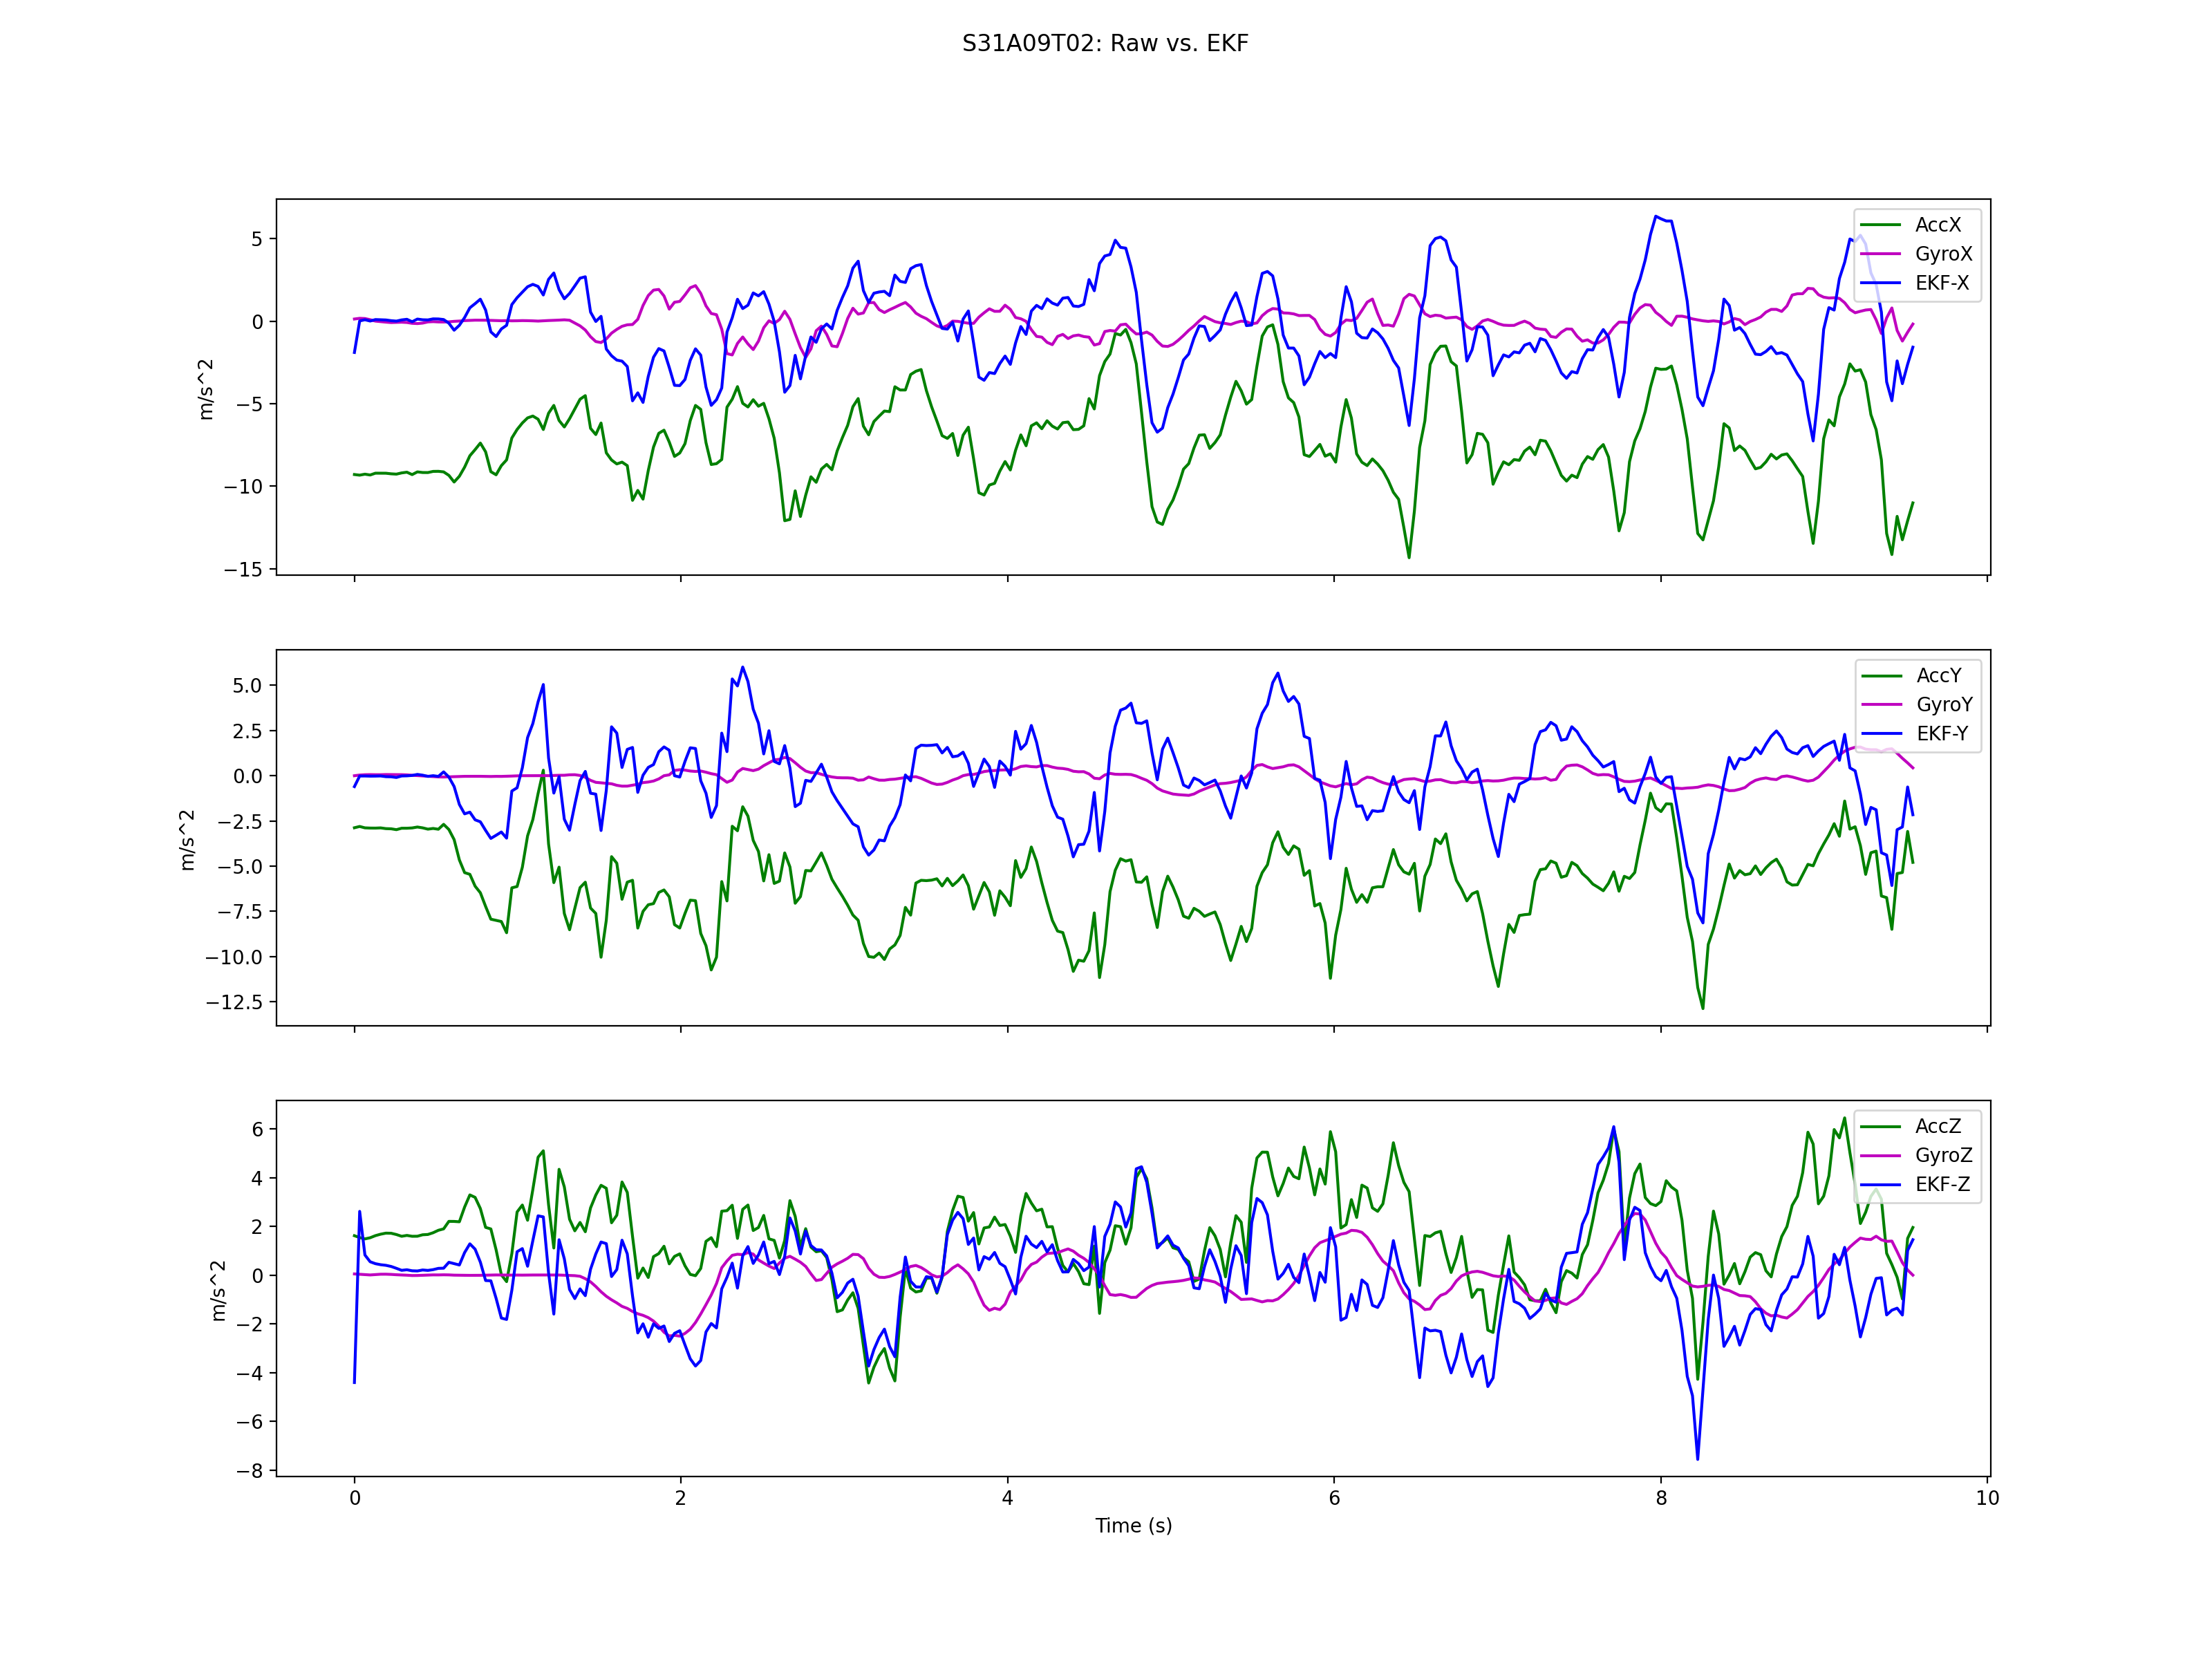 S31A09T02: Raw vs. EKF
5
0
−5
−10
−15
m/s^2
AccX
GyroX
EKF-X
5.0
2.5
0.0
−2.5
−5.0
−7.5
−10.0
−12.5
m/s^2
AccY
GyroY
EKF-Y
6
4
2
0
−2
−4
−6
−8
m/s^2
AccZ
GyroZ
EKF-Z
0 2 4 6 8 10
Time (s)